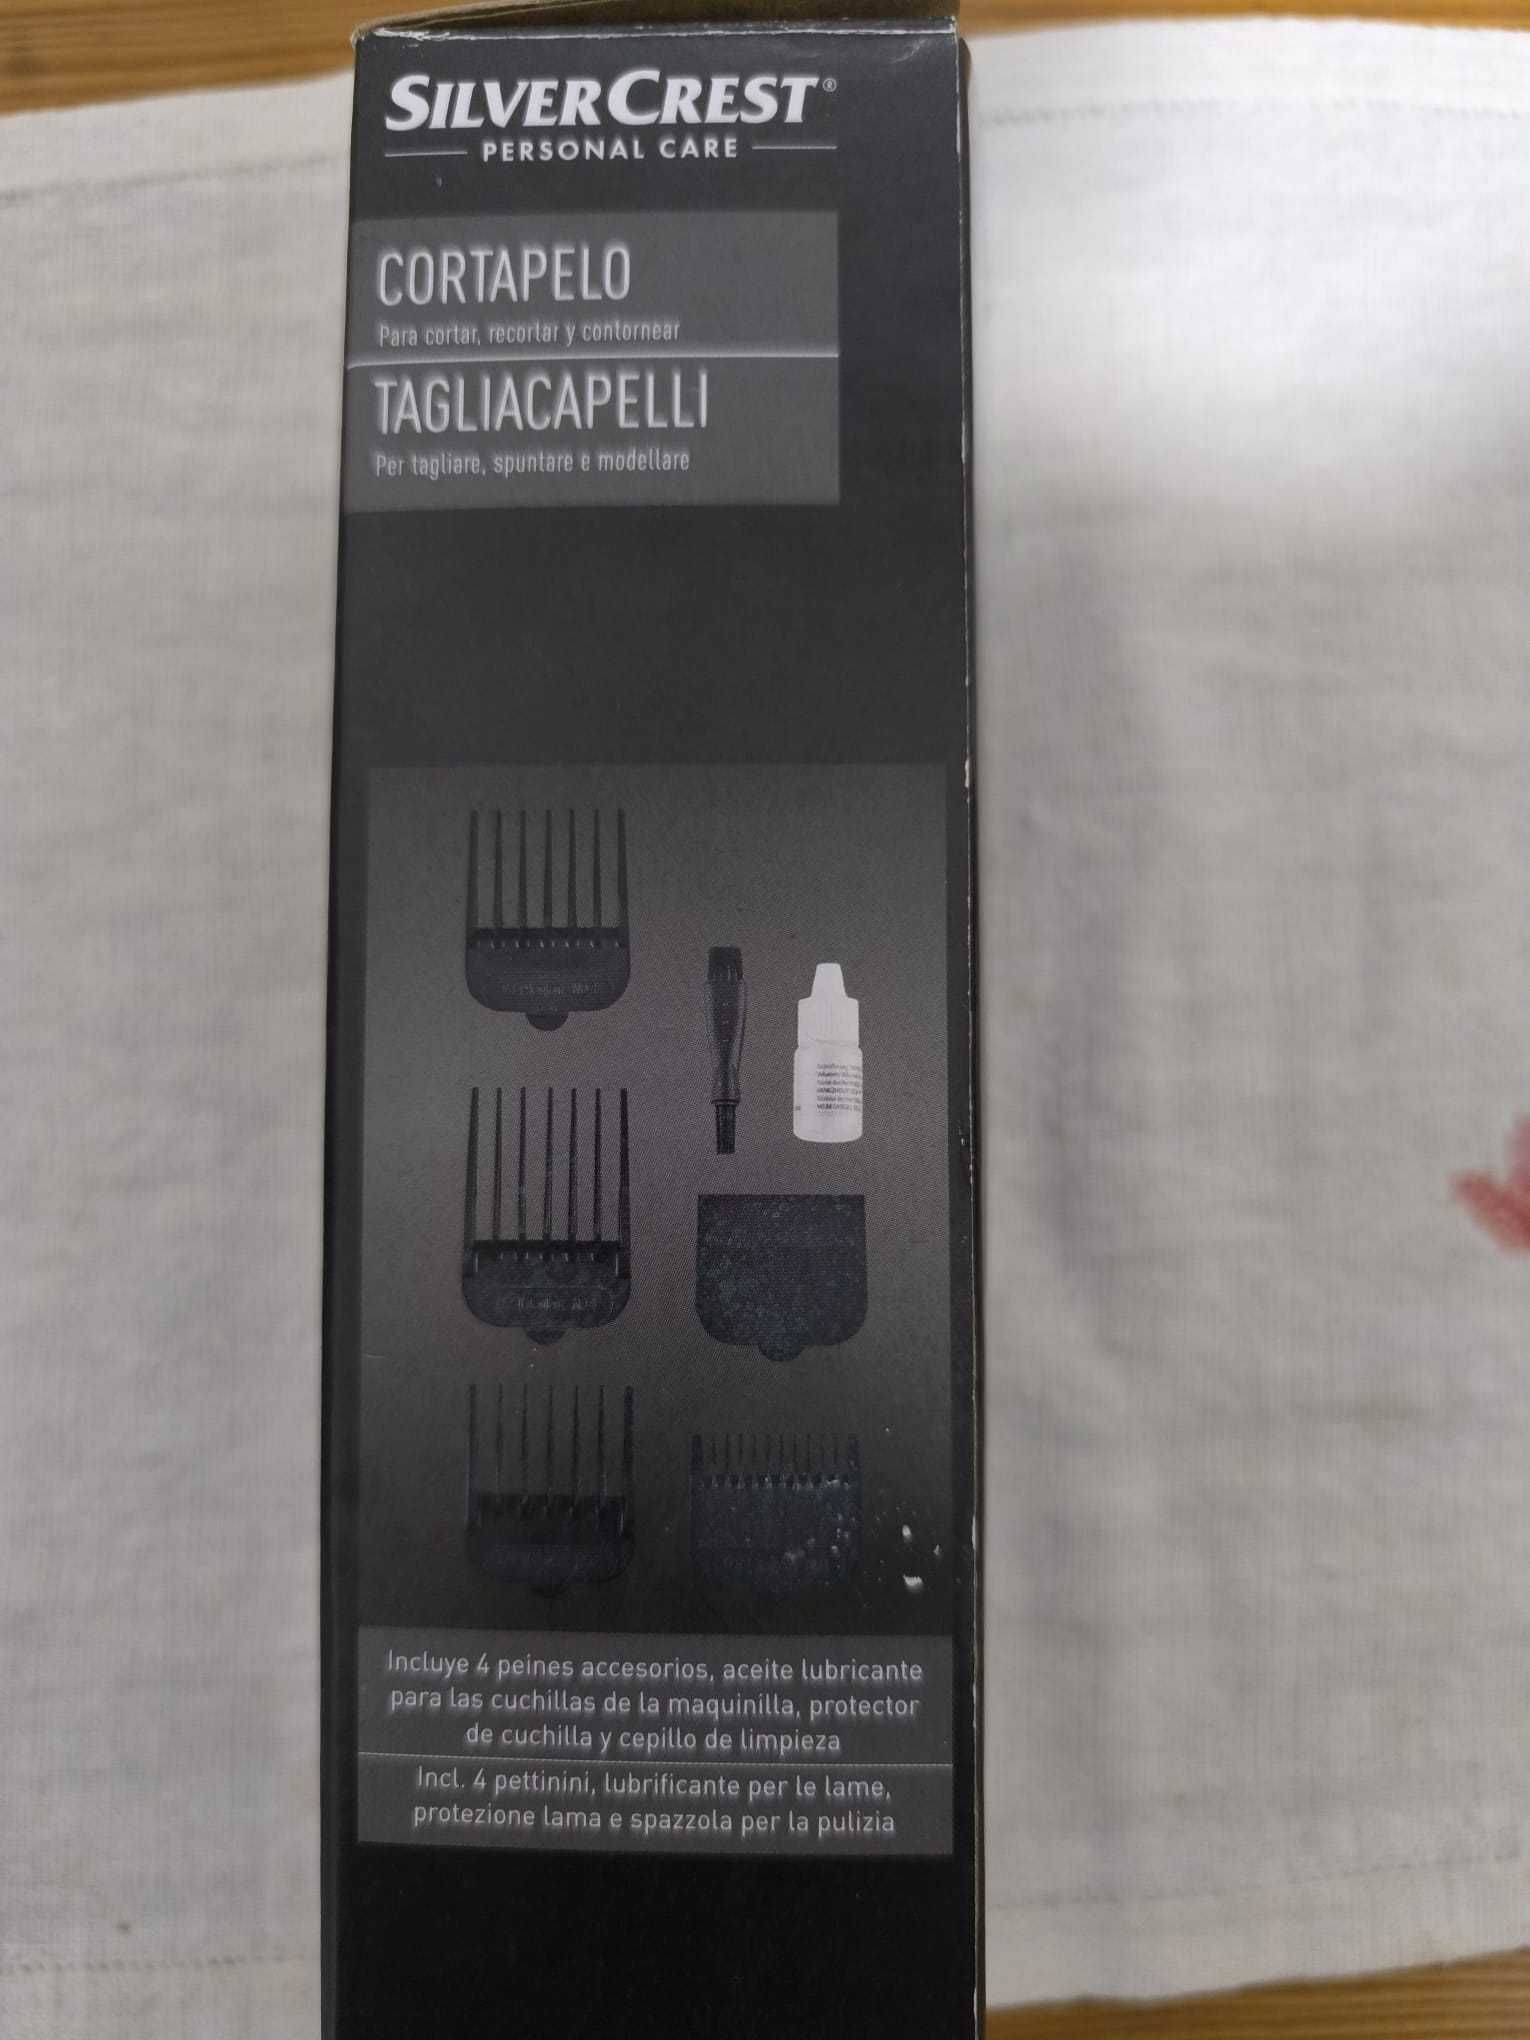 SILVERCREST®
PERSONAL CARE
CORTAPELO
Para cortar, recortar y contornear
TAGLIACAPELLI
Per tagliare, spuntare e modellare
Incluye 4 peines accesorios, aceite lubricante
para las cuchillas de la maquinilla, protector
de cuchilla y cepillo de limpieza
Incl. 4 pettinini, lubrificante per le lame,
protezione lama e spazzola per la pulizia